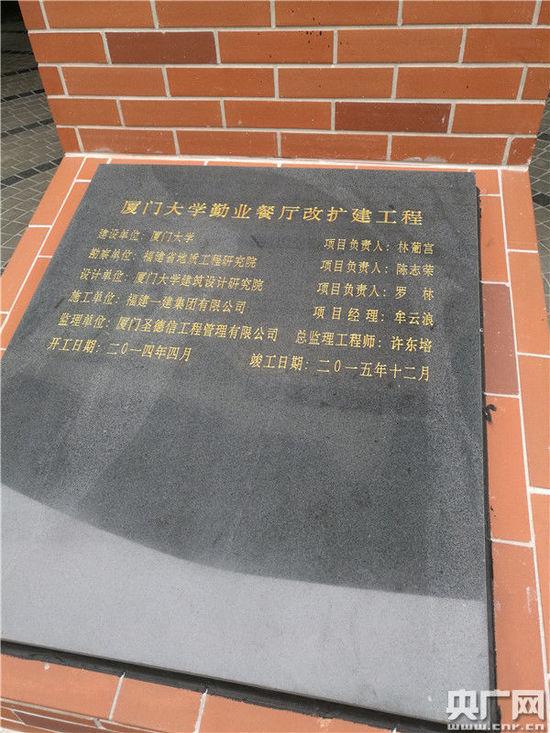 厦门大学勤业餐厅改扩建工程
建设单位：厦门大学 项目负责人：林蔺宫
勘察单位：福建省地质工程研究院 项目负责人：陈志荣
设计单位：厦门大学建筑设计研究院 项目负责人：罗 林
施工单位：福建一建集团有限公司 项目经理：牟云浪
监理单位：厦门圣德信工程管理有限公司 总监理工程师：许东培
开工日期：二〇一四年四月 竣工日期：二〇一五年十二月
央广网
www.cnr.cn